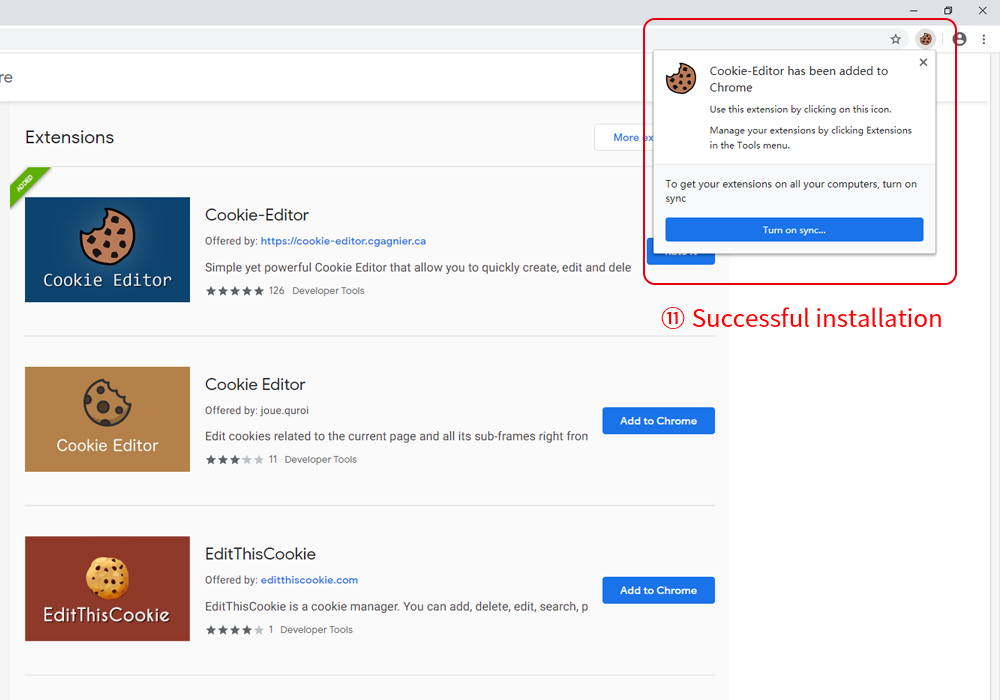 re
Cookie-Editor has been added to
Chrome
Use this extension by clicking on this icon.
Manage your extensions by clicking Extensions
in the Tools menu.
To get your extensions on all your computers, turn on
sync
Turn on sync...
⑪ Successful installation
Extensions
More ex
ADDED
Cookie Editor
Cookie-Editor
Offered by: https://cookie-editor.cgagnier.ca
Simple yet powerful Cookie Editor that allow you to quickly create, edit and dele
126 Developer Tools
Cookie Editor
Cookie Editor
Offered by: joue.quroi
Edit cookies related to the current page and all its sub-frames right fron
11 Developer Tools
Add to Chrome
EditThisCookie
EditThisCookie
Offered by: editthiscookie.com
EditThisCookie is a cookie manager. You can add, delete, edit, search, p
1 Developer Tools
Add to Chrome